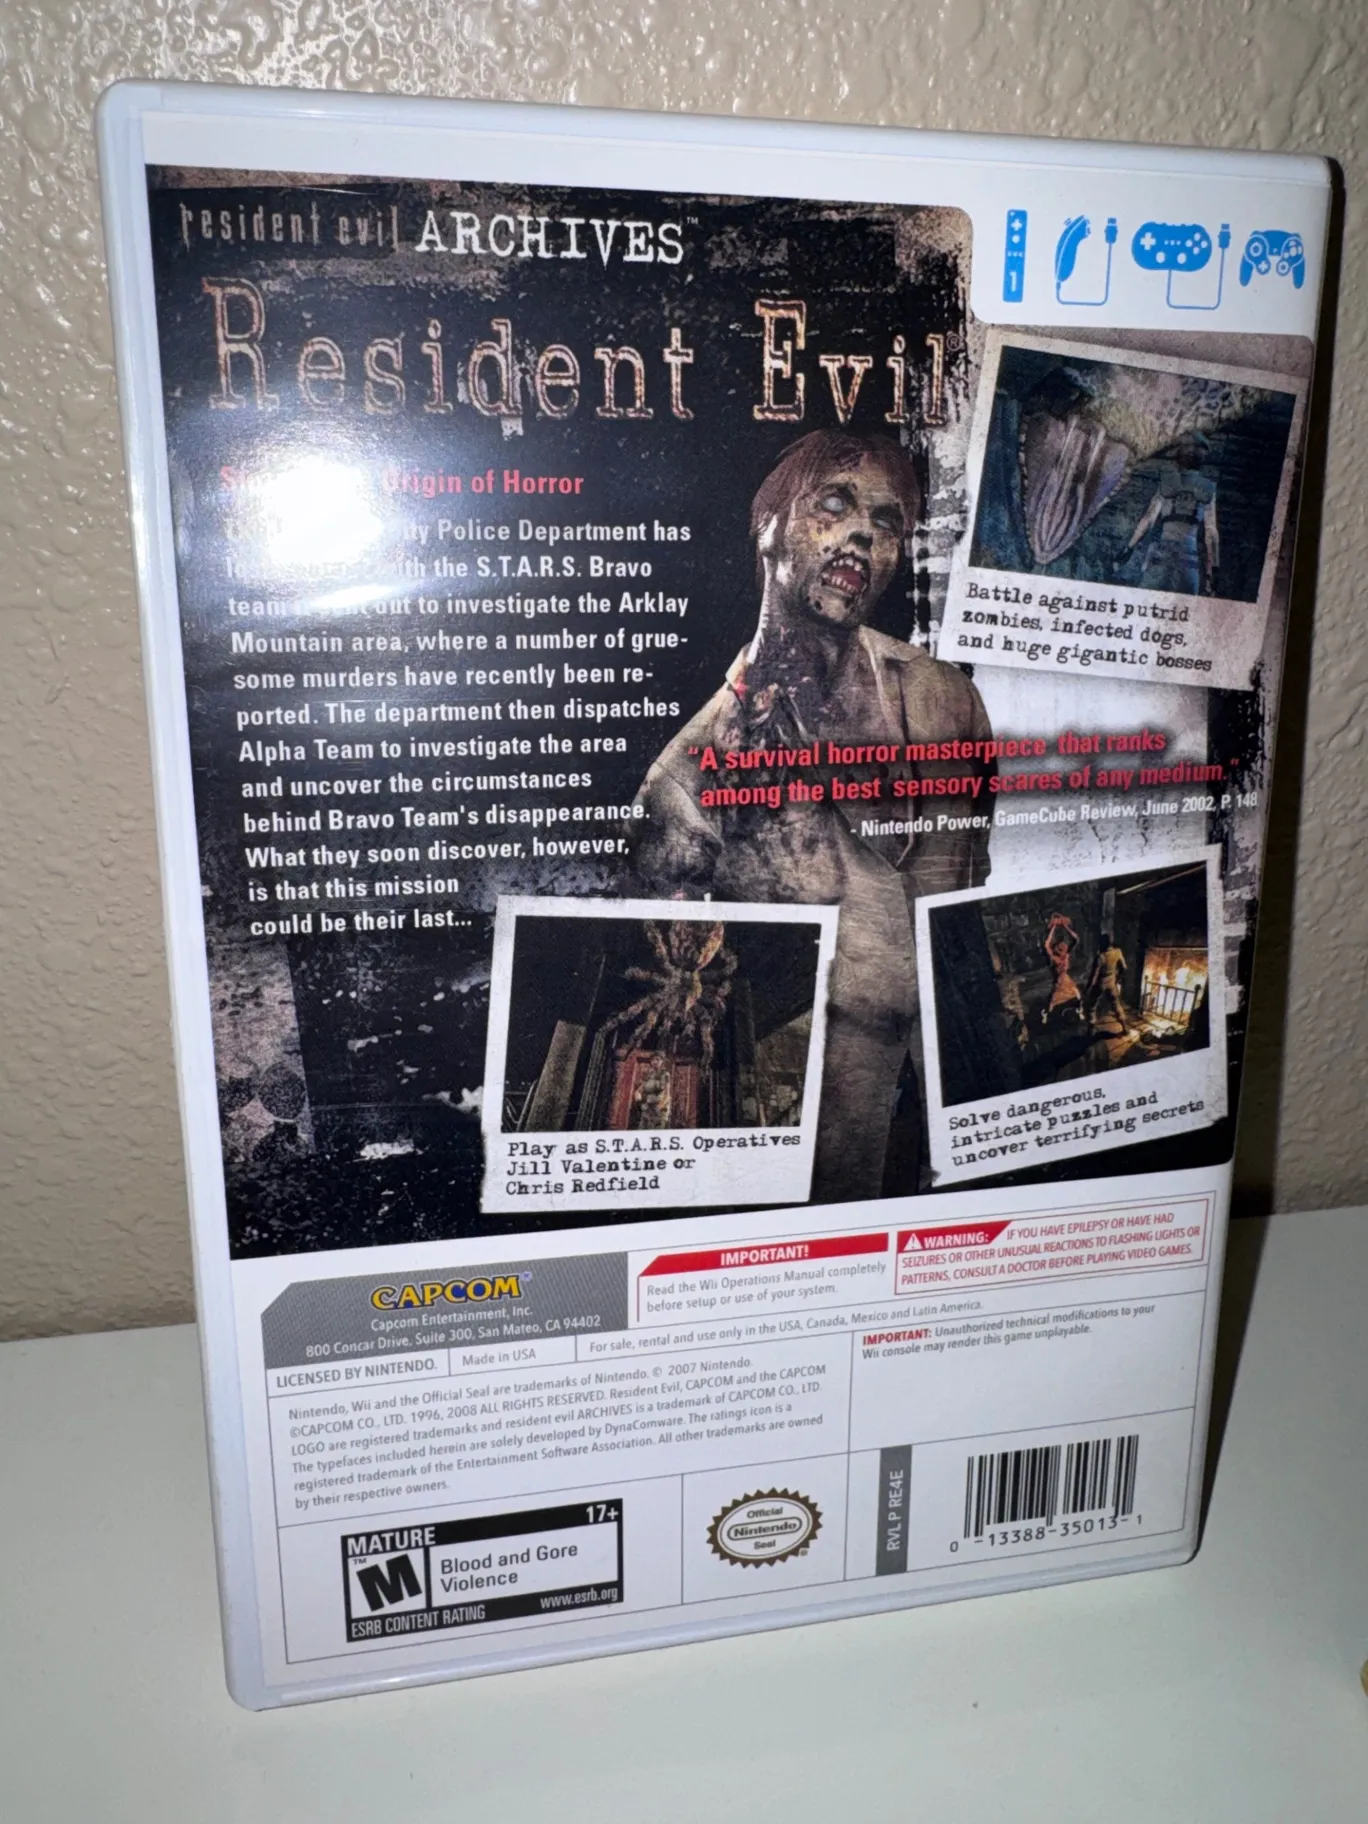 resident evil ARCHIVES™
Resident Evil®
Origin of Horror
Police Department has
with the S.T.A.R.S. Bravo
team out to investigate the Arklay
Mountain area, where a number of grue-
some murders have recently been re-
ported. The department then dispatches
Alpha Team to investigate the area
and uncover the circumstances
behind Bravo Team's disappearance.
What they soon discover, however,
is that this mission
could be their last...
1
Battle against putrid
zombies, infected dogs,
and huge gigantic bosses
"A survival horror masterpiece that ranks
among the best sensory scares of any medium."
- Nintendo Power, GameCube Review, June 2002, P. 148
Play as S.T.A.R.S. Operatives
Jill Valentine or
Chris Redfield
Solve dangerous,
intricate puzzles and
uncover terrifying secrets
CAPCOM®
Capcom Entertainment, Inc.
800 Concar Drive, Suite 300, San Mateo, CA 94402
IMPORTANT!
Read the Wii Operations Manual completely
before setup or use of your system.
WARNING: IF YOU HAVE EPILEPSY OR HAVE HAD
SEIZURES OR OTHER UNUSUAL REACTIONS TO FLASHING LIGHTS OR
PATTERNS, CONSULT A DOCTOR BEFORE PLAYING VIDEO GAMES.
LICENSED BY NINTENDO.
Made in USA
For sale, rental and use only in the USA, Canada, Mexico and Latin America.
IMPORTANT: Unauthorized technical modifications to your
Wii console may render this game unplayable.
Nintendo, Wii and the Official Seal are trademarks of Nintendo. © 2007 Nintendo.
©CAPCOM CO., LTD. 1996, 2008 ALL RIGHTS RESERVED. Resident Evil, CAPCOM and the CAPCOM
LOGO are registered trademarks and resident evil ARCHIVES is a trademark of CAPCOM CO., LTD.
The typefaces included herein are solely developed by DynaComware. The ratings icon is a
registered trademark of the Entertainment Software Association. All other trademarks are owned
by their respective owners.
MATURE 17+
M™
Blood and Gore
Violence
ESRB CONTENT RATING www.esrb.org
Official
Nintendo
Seal
RVL P RE4E
0 -13388-35013- 1